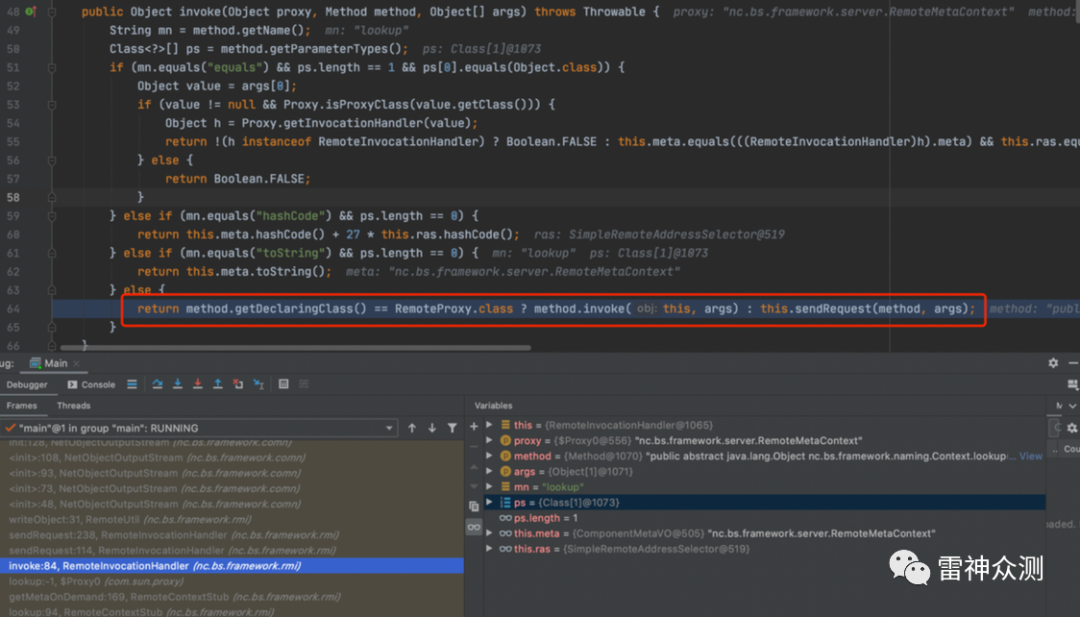 48 public Object invoke(Object proxy, Method method, Object[] args) throws Throwable { proxy: "nc.bs.framework.server.RemoteMetaContext" method:
49 String mn = method.getName(); mn: "lookup"
50 Class<?>[] ps = method.getParameterTypes(); ps: Class[1]@1073
51 if (mn.equals("equals") && ps.length == 1 && ps[0].equals(Object.class)) {
52 Object value = args[0];
53 if (value != null && Proxy.isProxyClass(value.getClass())) {
54 Object h = Proxy.getInvocationHandler(value);
55 return !(h instanceof RemoteInvocationHandler) ? Boolean.FALSE : this.meta.equals(((RemoteInvocationHandler)h).meta) && this.ras.equ
56 } else {
57 return Boolean.FALSE;
58 }
59 } else if (mn.equals("hashCode") && ps.length == 0) {
60 return this.meta.hashCode() + 27 * this.ras.hashCode(); ras: SimpleRemoteAddressSelector@519
61 } else if (mn.equals("toString") && ps.length == 0) { mn: "lookup" ps: Class[1]@1073
62 return this.meta.toString(); meta: "nc.bs.framework.server.RemoteMetaContext"
63 } else {
64 return method.getDeclaringClass() == RemoteProxy.class ? method.invoke( obj: this, args) : this.sendRequest(method, args); method: "publ
65 }
66 }
ug: Main ×
Debugger Console
Frames Threads
"main"@1 in group "main": RUNNING
init:128, NetObjectOutputStream (nc.bs.framework.comn)
<init>:108, NetObjectOutputStream (nc.bs.framework.comn)
<init>:93, NetObjectOutputStream (nc.bs.framework.comn)
<init>:73, NetObjectOutputStream (nc.bs.framework.comn)
<init>:48, NetObjectOutputStream (nc.bs.framework.comn)
writeObject:31, RemoteUtil (nc.bs.framework.rmi)
sendRequest:238, RemoteInvocationHandler (nc.bs.framework.rmi)
sendRequest:114, RemoteInvocationHandler (nc.bs.framework.rmi)
invoke:84, RemoteInvocationHandler (nc.bs.framework.rmi)
lookup:-1, $Proxy0 (com.sun.proxy)
getMetaOnDemand:169, RemoteContextStub (nc.bs.framework.rmi)
lookup:94, RemoteContextStub (nc.bs.framework.rmi)
Variables
this = {RemoteInvocationHandler@1065}
proxy = {$Proxy0@556} "nc.bs.framework.server.RemoteMetaContext"
method = {Method@1070} "public abstract java.lang.Object nc.bs.framework.naming.Context.lookup(... View
args = {Object[1]@1071}
mn = "lookup"
ps = {Class[1]@1073}
ps.length = 1
this.meta = {ComponentMetaVO@505} "nc.bs.framework.server.RemoteMetaContext"
this.ras = {SimpleRemoteAddressSelector@519}
Cou
oaded.
雷神众测